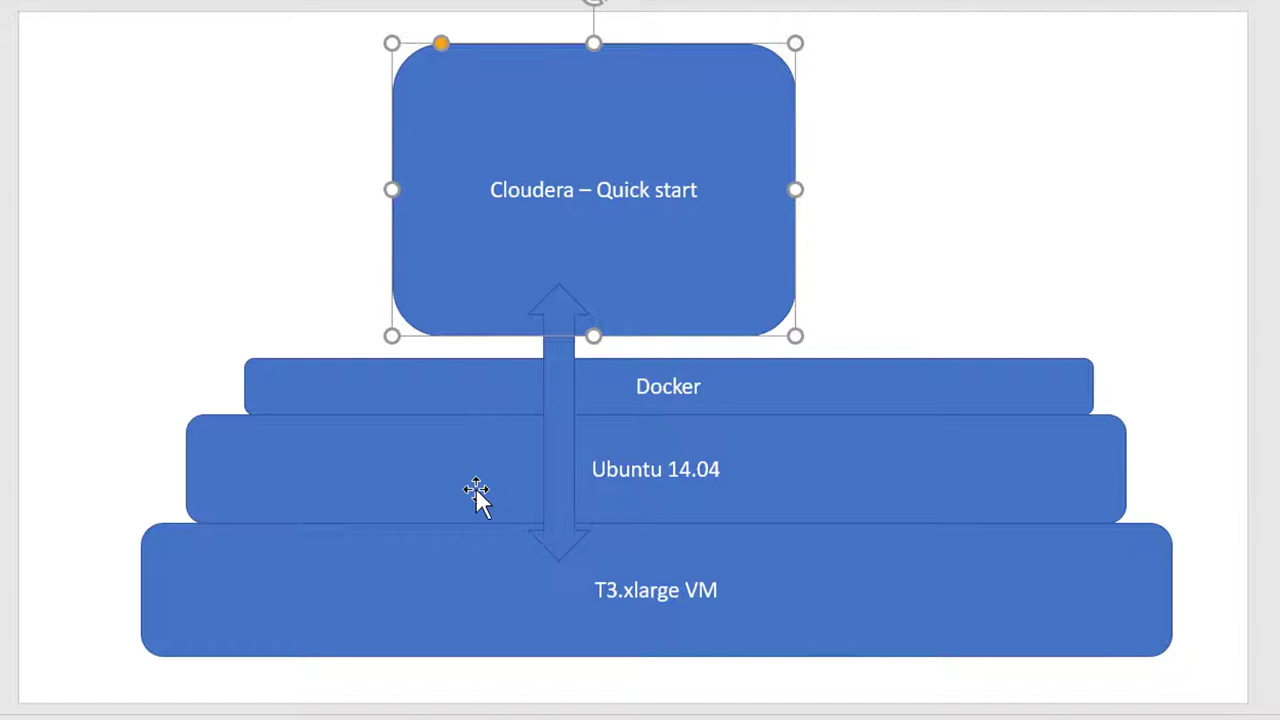 Cloudera – Quick start
Docker
Ubuntu 14.04
T3.xlarge VM